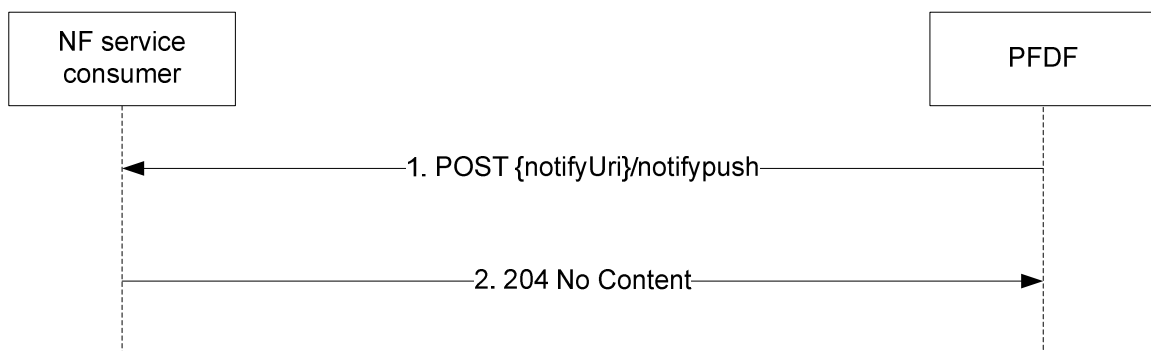 NF service
consumer
PFDF
1. POST {notifyUri}/notifypush
2. 204 No Content